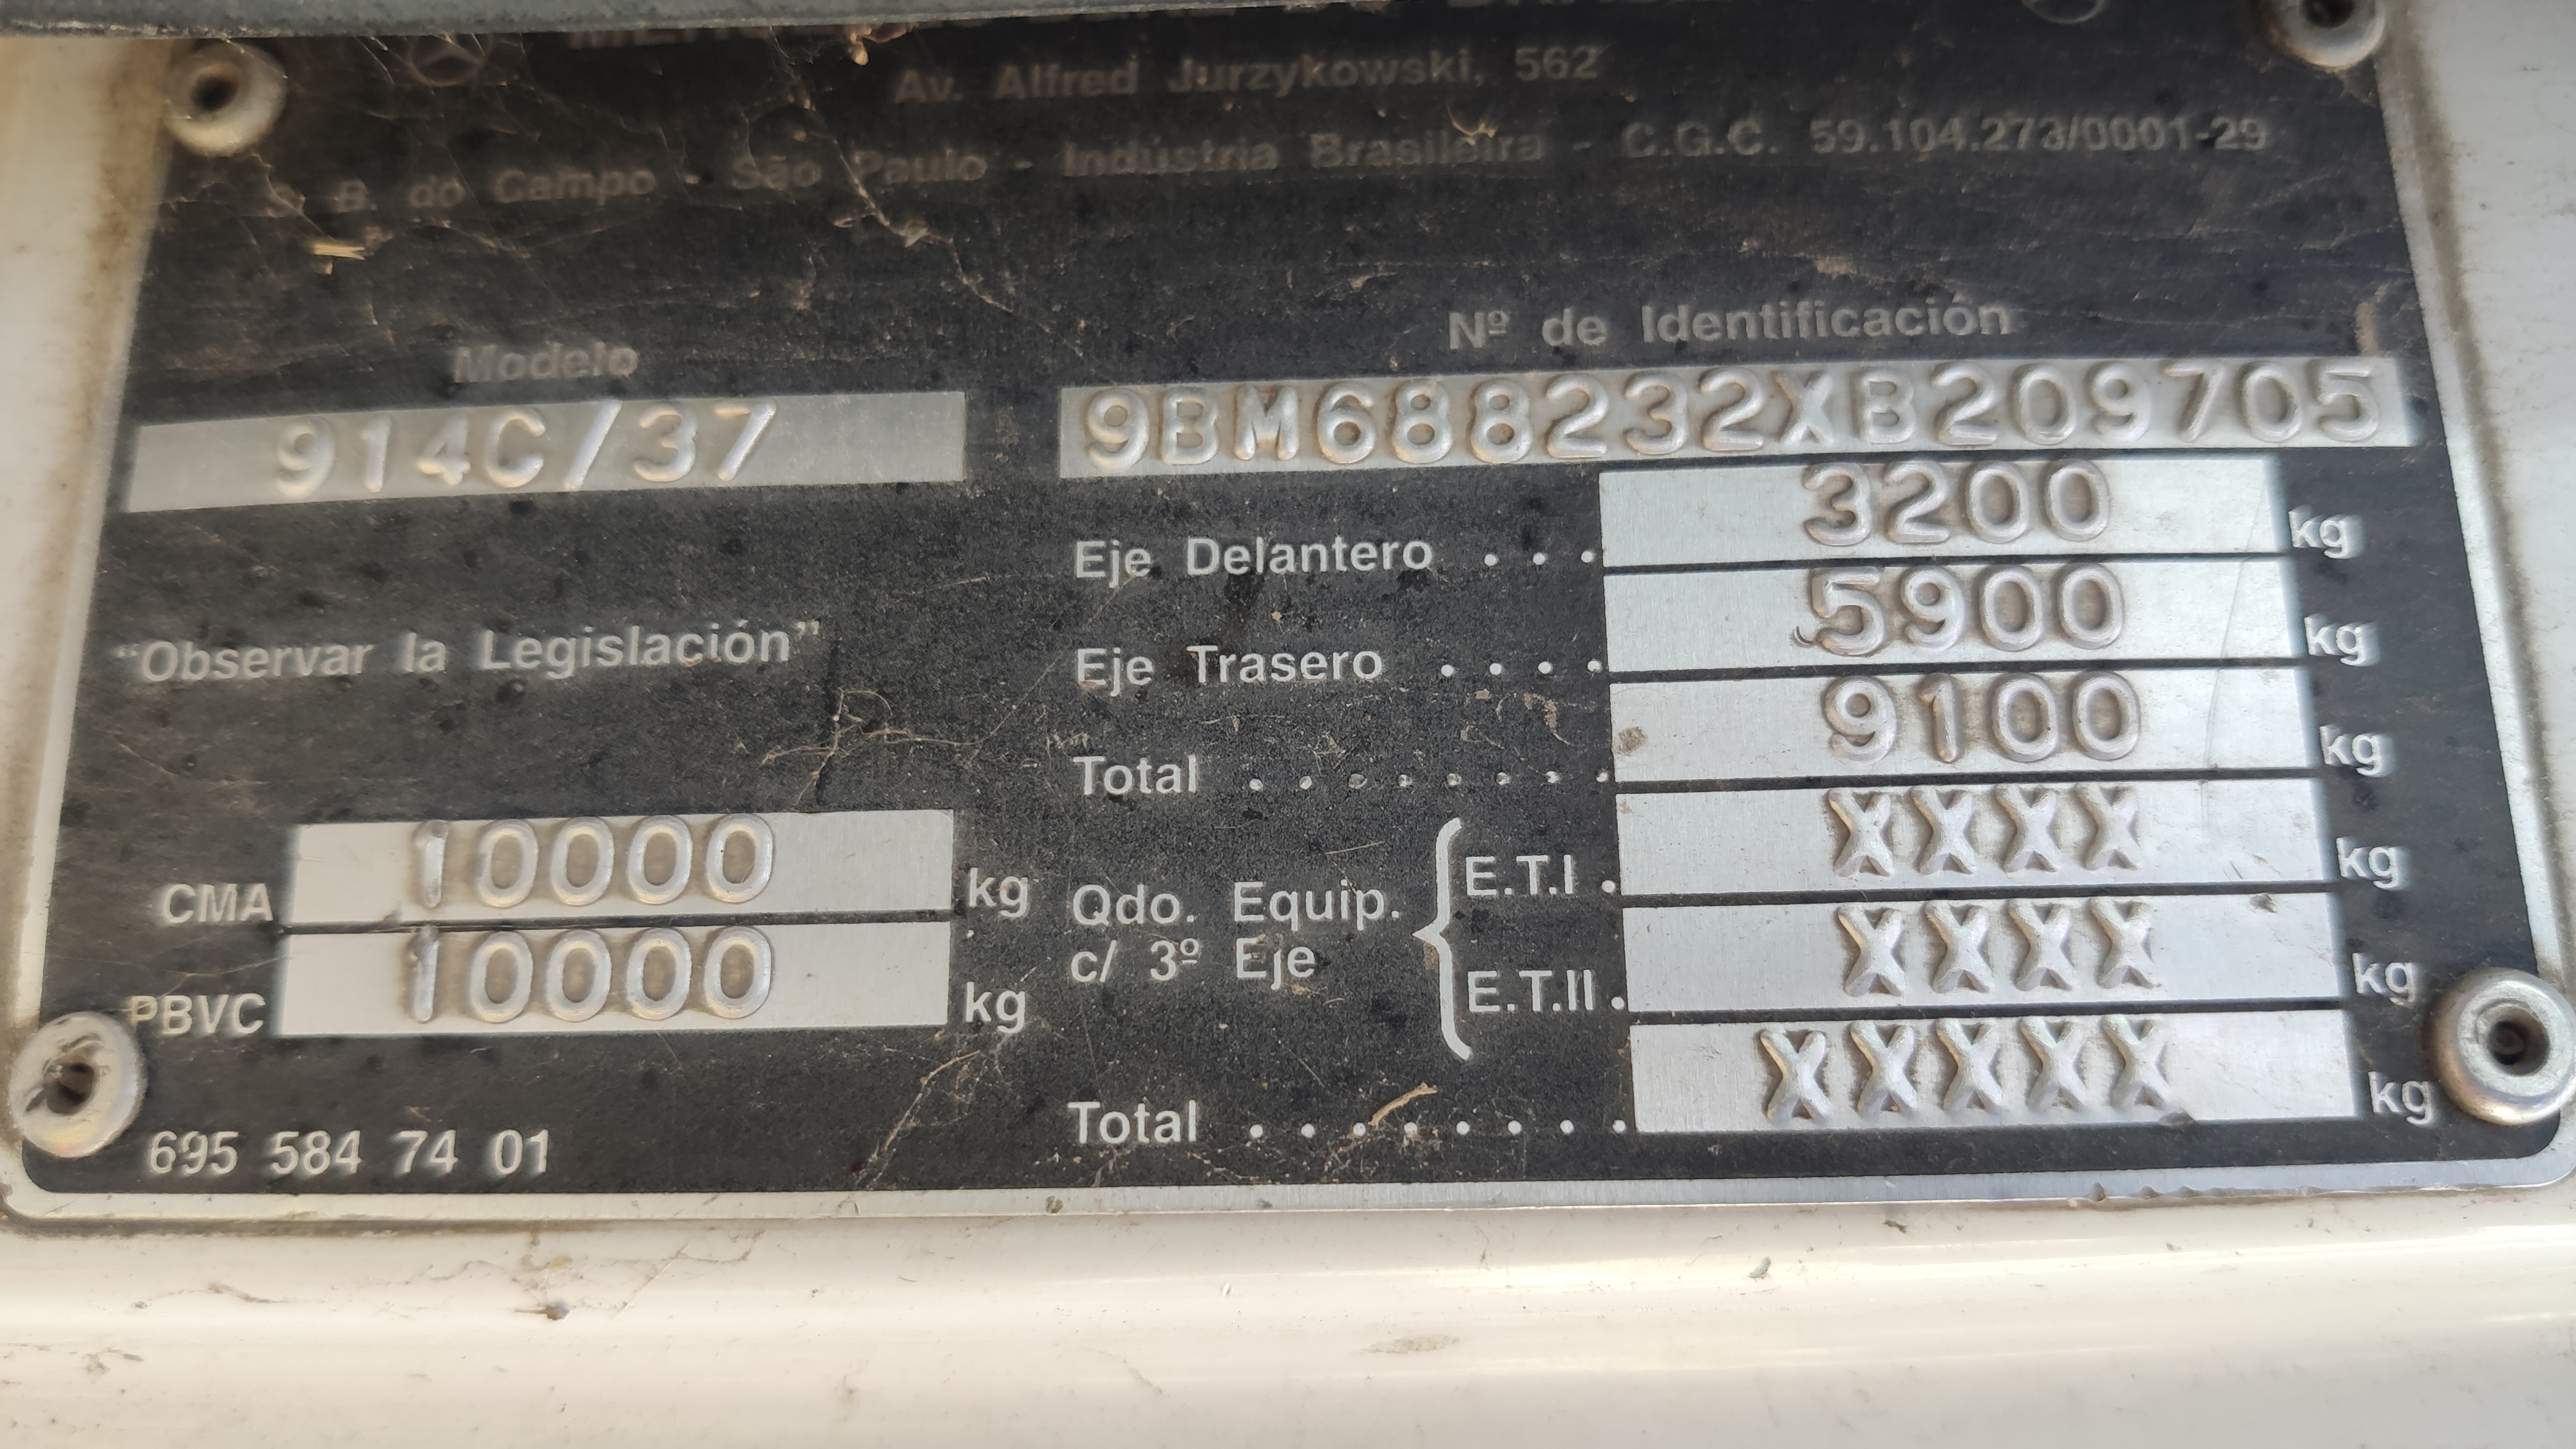 Av. Alfred Jurzykowski, 562
S. B. do Campo - São Paulo - Indústria Brasileira - C.G.C. 59.104.273/0001-29
Modelo
Nº de Identificación
914C/37
9BM688232XB209705
Eje Delantero . . . 3200 kg
"Observar la Legislación"
Eje Trasero . . . . 5900 kg
Total . . . . . . . . 9100 kg
CMA 10000 kg
PBVC 10000 kg
Qdo. Equip. c/ 3º Eje
E.T.I . XXXX kg
E.T.II . XXXX kg
Total . . . . . . . . XXXXX kg
695 584 74 01